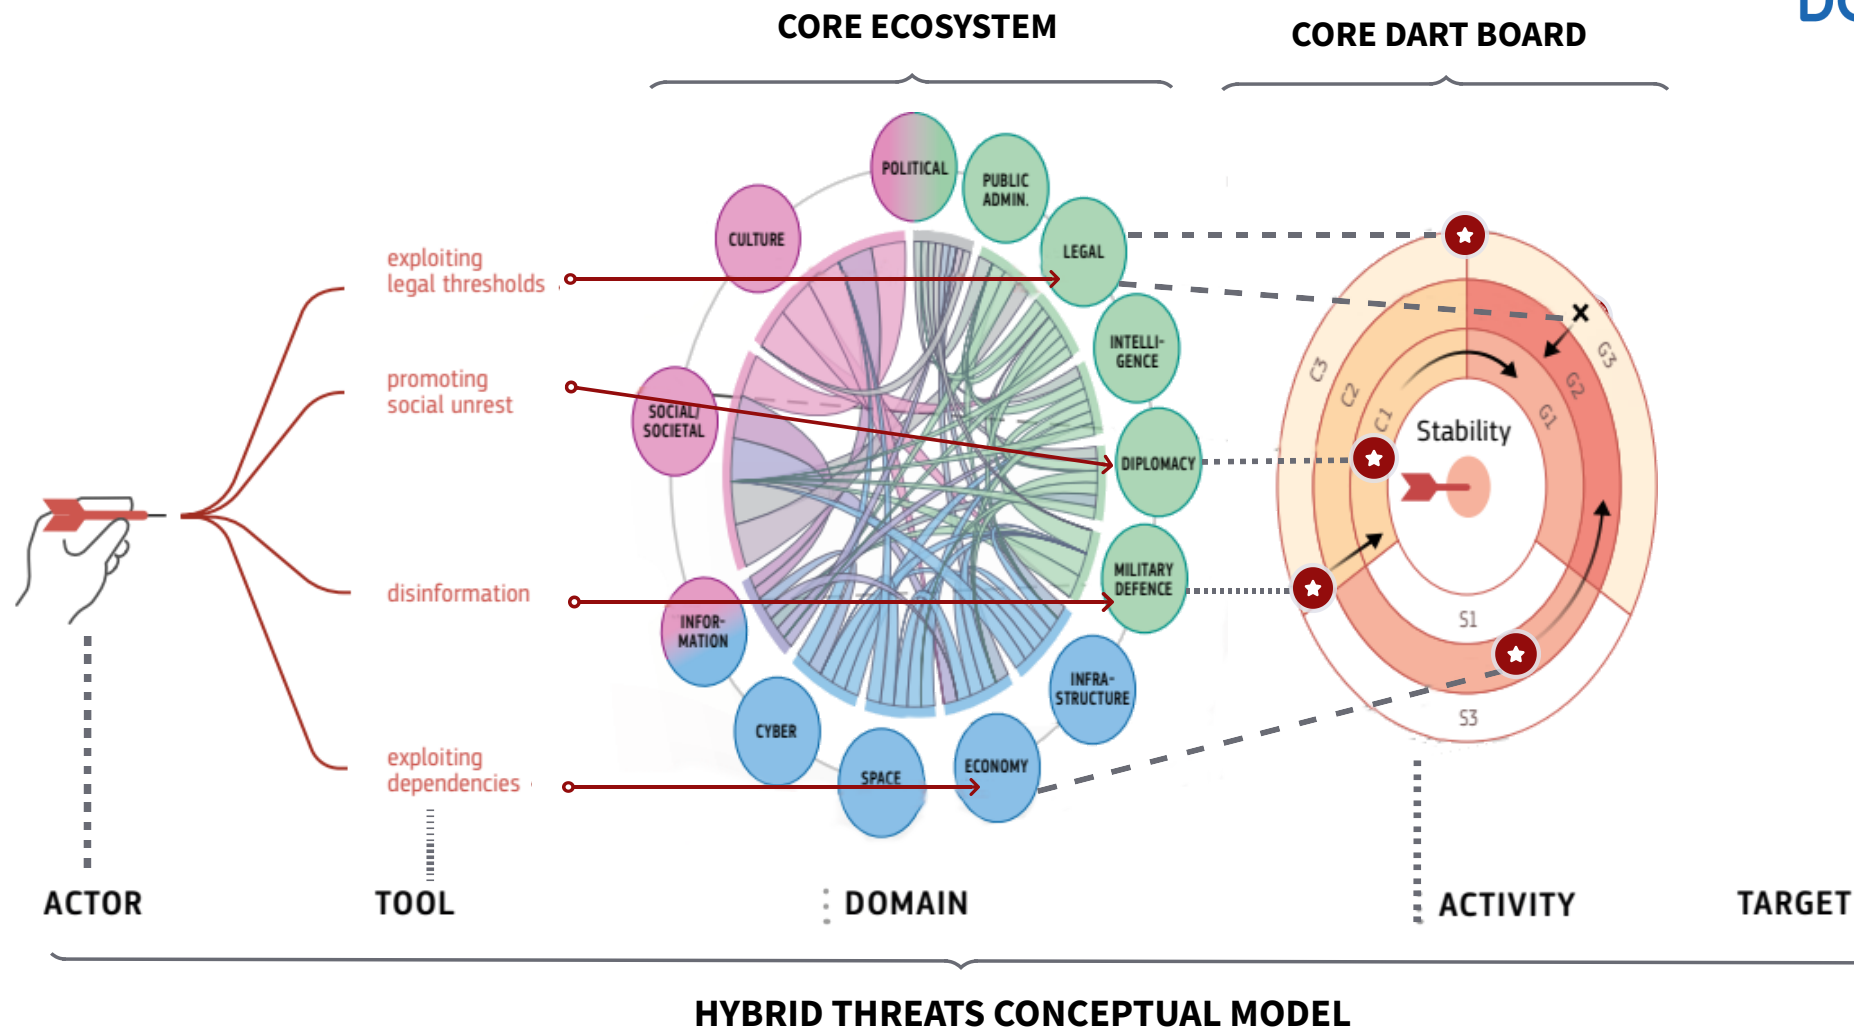 DO
CORE ECOSYSTEM
CORE DART BOARD
POLITICAL
PUBLIC
ADMIN.
CULTURE
LEGAL
exploiting
legal thresholds
INTELLI-
GENCE
promoting
social unrest
SOCIAL/
SOCIETAL
DIPLOMACY
MILITARY
DEFENCE
disinformation
INFOR-
MATION
INFRA-
STRUCTURE
CYBER
SPACE
ECONOMY
exploiting
dependencies
C3
C2
C1
G1
G2
G3
Stability
S1
S3
ACTOR
TOOL
DOMAIN
ACTIVITY
TARGET
HYBRID THREATS CONCEPTUAL MODEL